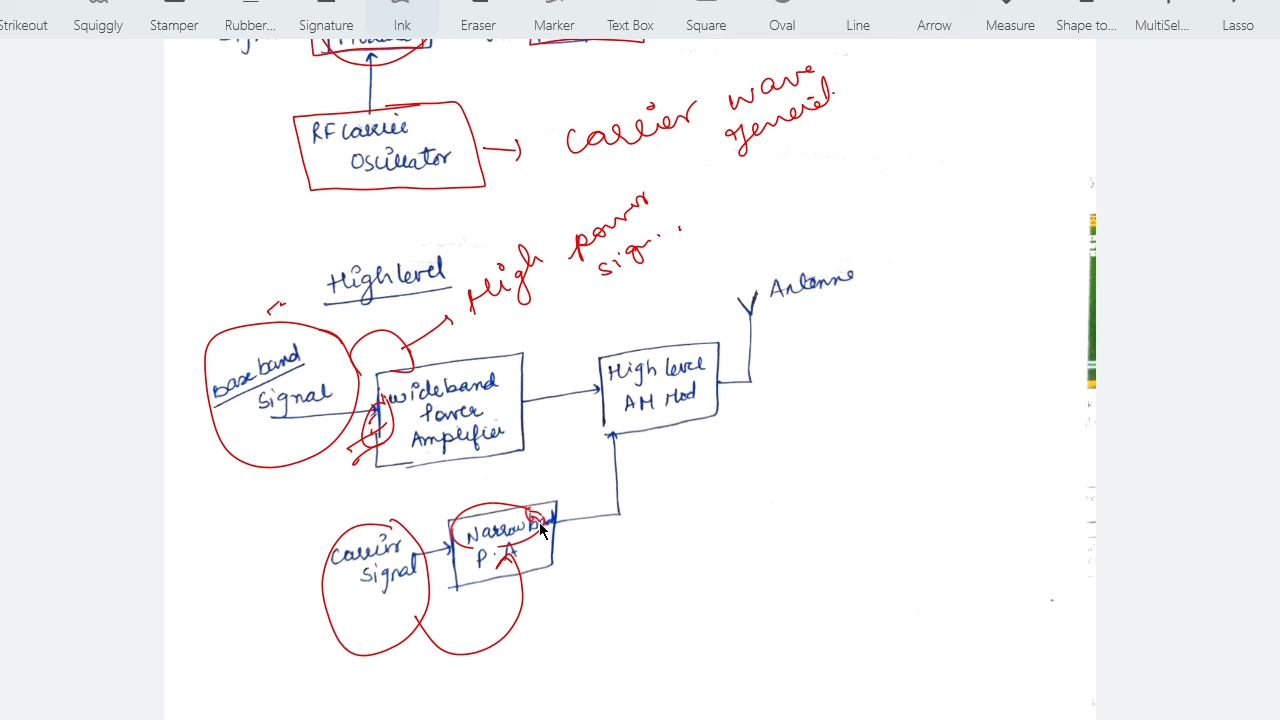 Strikeout Squiggly Stamper Rubber... Signature Ink Eraser Marker Text Box Square Oval Line Arrow Measure Shape to... MultiSel... Lasso
RF Carrier
Oscillator
Carrier wave
High power
sig..
High level
Antenna
Baseband
Signal
Wideband
Power
Amplifier
High level
AM Mod
Carrier
Signal
Narrow band
P.A